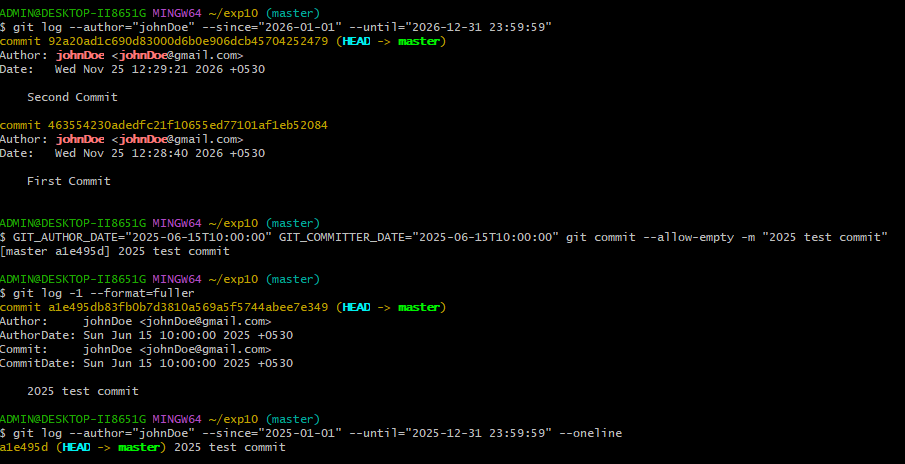 ADMIN@DESKTOP-II8651G MINGW64 ~/exp10 (master)
$ git log --author="johnDoe" --since="2026-01-01" --until="2026-12-31 23:59:59"
commit 92a20ad1c690d83000d6b0e906dcb45704252479 (HEAD -> master)
Author: johnDoe <johnDoe@gmail.com>
Date:   Wed Nov 25 12:29:21 2026 +0530
    Second Commit
commit 463554230adedfc21f10655ed77101af1eb52084
Author: johnDoe <johnDoe@gmail.com>
Date:   Wed Nov 25 12:28:40 2026 +0530
    First Commit
ADMIN@DESKTOP-II8651G MINGW64 ~/exp10 (master)
$ GIT_AUTHOR_DATE="2025-06-15T10:00:00" GIT_COMMITTER_DATE="2025-06-15T10:00:00" git commit --allow-empty -m "2025 test commit"
[master a1e495d] 2025 test commit
ADMIN@DESKTOP-II8651G MINGW64 ~/exp10 (master)
$ git log -1 --format=fuller
commit a1e495db83fb0b7d3810a569a5f5744abee7e349 (HEAD -> master)
Author:     johnDoe <johnDoe@gmail.com>
AuthorDate: Sun Jun 15 10:00:00 2025 +0530
Commit:     johnDoe <johnDoe@gmail.com>
CommitDate: Sun Jun 15 10:00:00 2025 +0530
    2025 test commit
ADMIN@DESKTOP-II8651G MINGW64 ~/exp10 (master)
$ git log --author="johnDoe" --since="2025-01-01" --until="2025-12-31 23:59:59" --oneline
a1e495d (HEAD -> master) 2025 test commit